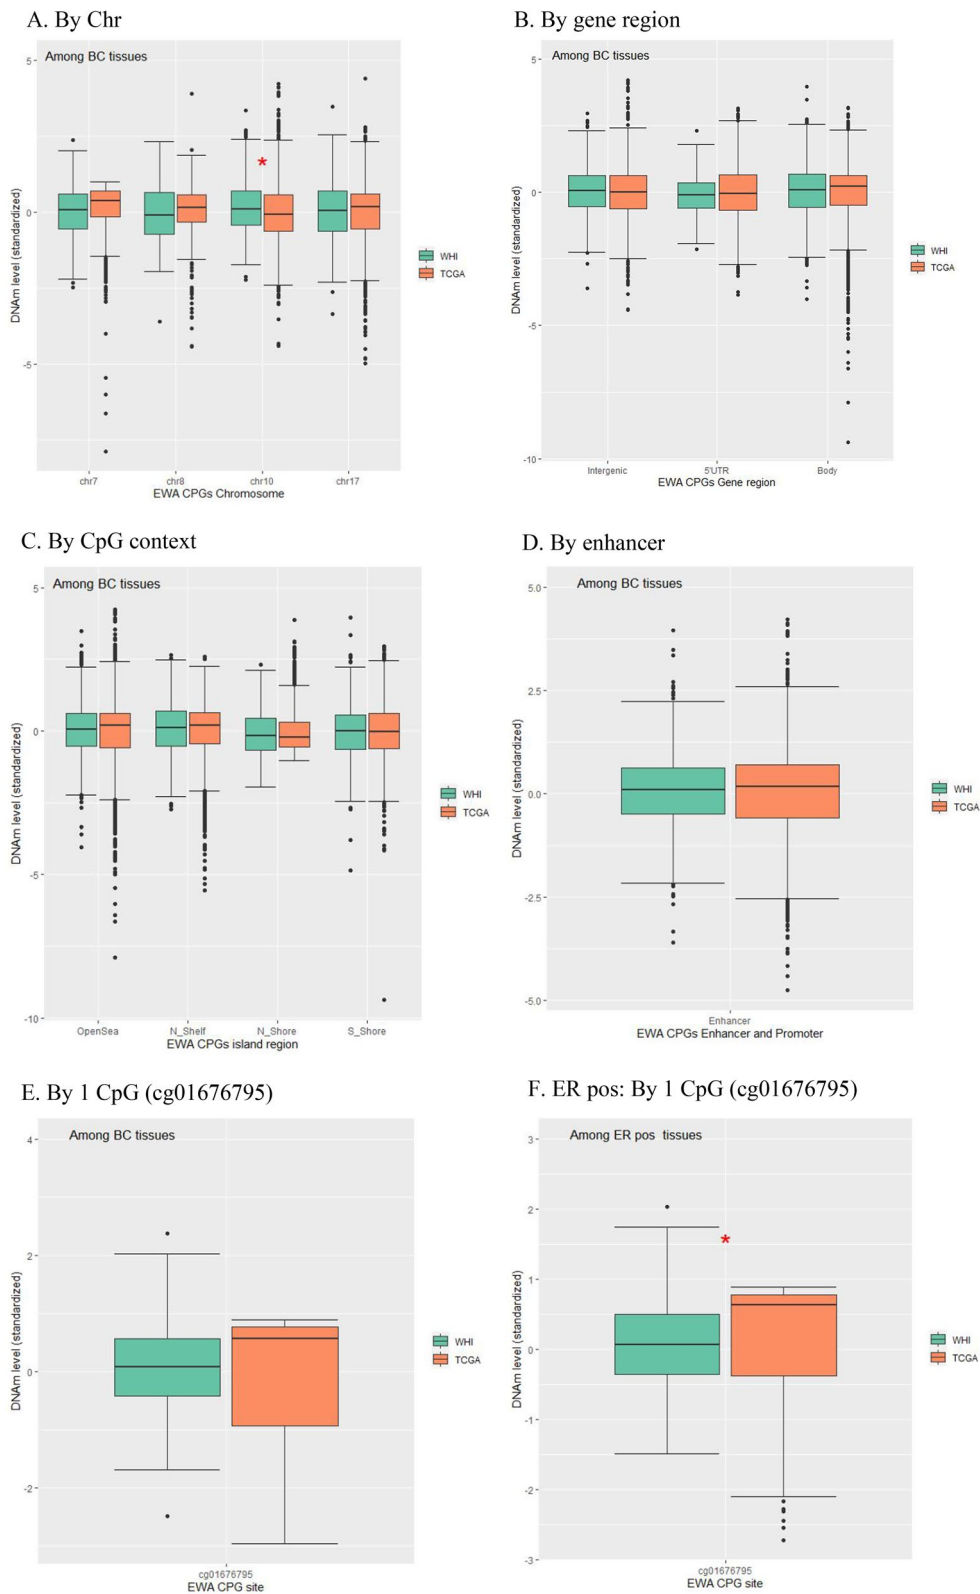 A. By Chr
Among BC tissues
5
0
-5
DNAm level (standardized)
chr7
chr8
chr10
chr17
EWA CPGs Chromosome
WHI
TCGA
B. By gene region
Among BC tissues
5
0
-5
-10
DNAm level (standardized)
Intergenic
5'UTR
Body
EWA CPGs Gene region
WHI
TCGA
C. By CpG context
Among BC tissues
5
0
-5
-10
DNAm level (standardized)
OpenSea
N_Shelf
N_Shore
S_Shore
EWA CPGs island region
WHI
TCGA
D. By enhancer
Among BC tissues
5.0
2.5
0.0
-2.5
-5.0
DNAm level (standardized)
Enhancer
EWA CPGs Enhancer and Promoter
WHI
TCGA
E. By 1 CpG (cg01676795)
Among BC tissues
4
2
0
-2
DNAm level (standardized)
cg01676795
EWA CPG site
WHI
TCGA
F. ER pos: By 1 CpG (cg01676795)
Among ER pos tissues
3
2
1
0
-1
-2
-3
DNAm level (standardized)
cg01676795
EWA CPG site
WHI
TCGA